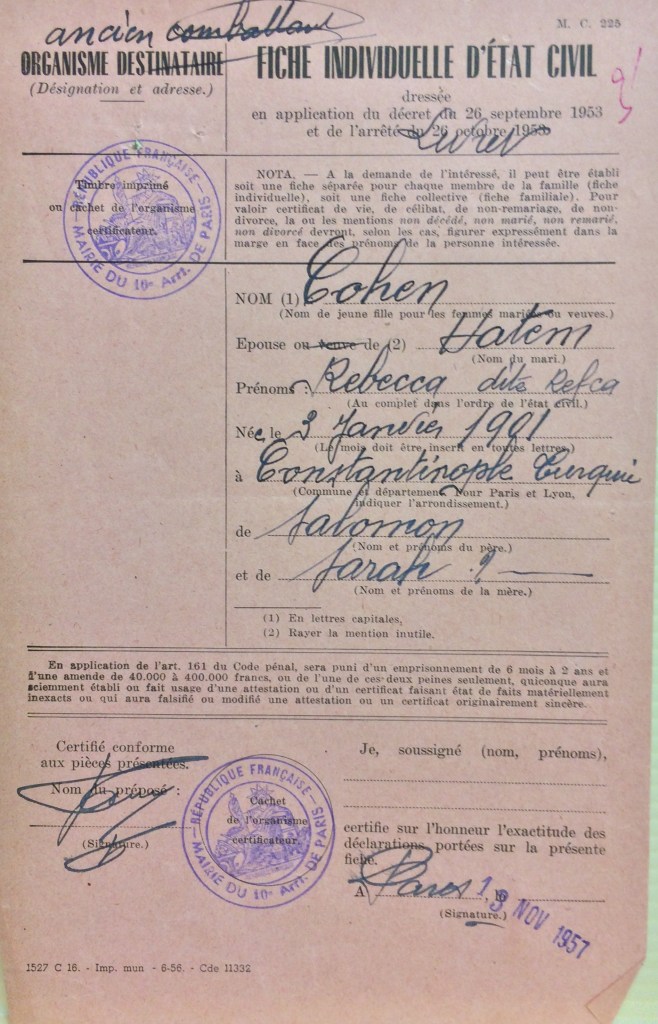 M. C. 225
ancien combattant
ORGANISME DESTINATAIRE
(Désignation et adresse.)
FICHE INDIVIDUELLE D'ÉTAT CIVIL
dressée
en application du décret du 26 septembre 1953
et de l'arrêté du 26 octobre 1953
Timbre imprimé
ou cachet de l'organisme
certificateur.
RÉPUBLIQUE FRANÇAISE
MAIRIE DU 10e Arrt. DE PARIS
NOTA. — A la demande de l'intéressé, il peut être établi
soit une fiche séparée pour chaque membre de la famille (fiche
individuelle), soit une fiche collective (fiche familiale). Pour
valoir certificat de vie, de célibat, de non-remariage, de non-
divorce, la ou les mentions non décédé, non marié, non remarié,
non divorcé devront, selon les cas, figurer expressément dans la
marge en face des prénoms de la personne intéressée.
NOM (1) Cohen
(Nom de jeune fille pour les femmes mariées ou veuves.)
Epouse ou veuve de (2) Hatem
(Nom du mari.)
Prénoms : Rebecca dite Refca
(Au complet dans l'ordre de l'état civil.)
Née le 3 Janvier 1901
(Le mois doit être inscrit en toutes lettres.)
à Constantinople Turquie
(Commune et département. Pour Paris et Lyon,
indiquer l'arrondissement.)
de Salomon
(Nom et prénoms du père.)
et de Sarah ? —
(Nom et prénoms de la mère.)
(1) En lettres capitales,
(2) Rayer la mention inutile.
En application de l'art. 161 du Code pénal, sera puni d'un emprisonnement de 6 mois à 2 ans et
d'une amende de 40.000 à 400.000 francs, ou de l'une de ces deux peines seulement, quiconque aura
sciemment établi ou fait usage d'une attestation ou d'un certificat faisant état de faits matériellement
inexacts ou qui aura falsifié ou modifié une attestation ou un certificat originairement sincère.
Certifié conforme
aux pièces présentées.
Nom du préposé :
(Signature.)
RÉPUBLIQUE FRANÇAISE
Cachet
de l'organisme
certificateur.
MAIRIE DU 10e Arrt. DE PARIS
Je, soussigné (nom, prénoms),
certifie sur l'honneur l'exactitude des
déclarations portées sur la présente
fiche.
A Paris, le 13 NOV 1957
(Signature.)
1527 C 16. - Imp. mun - 6-56. - Cde 11332